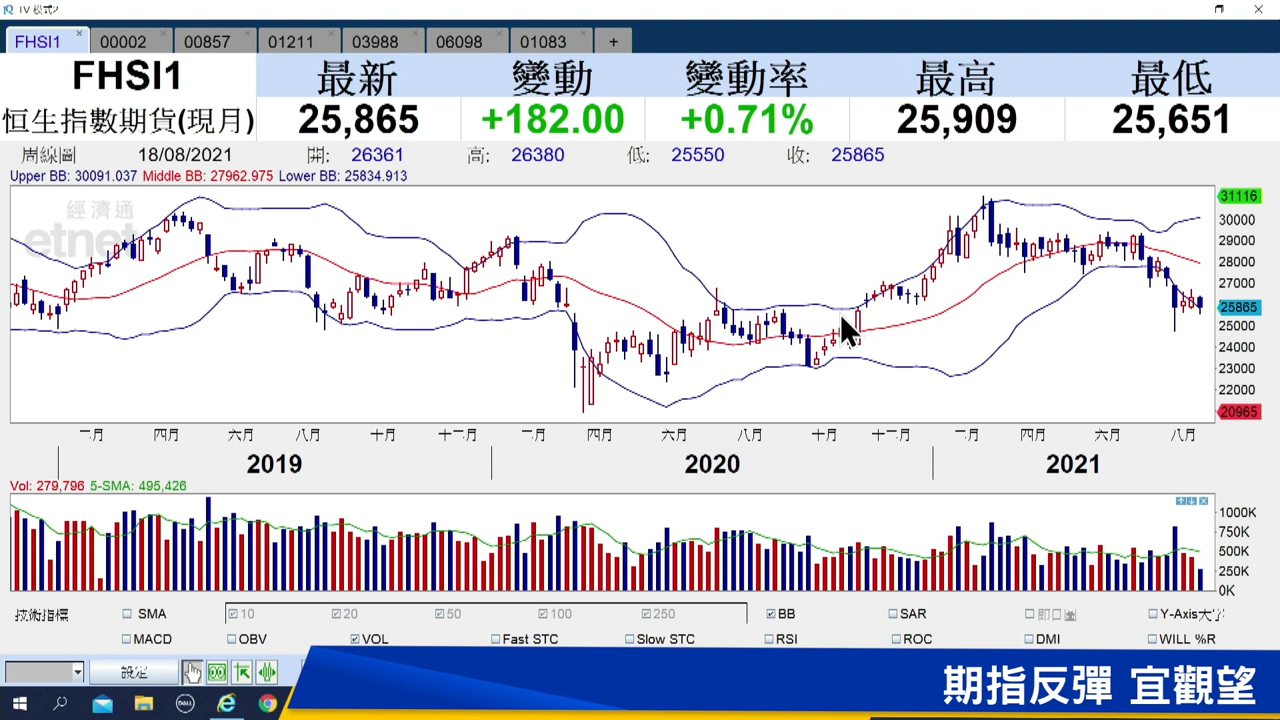 TV 模式2
FHSI1 00002 00857 01211 03988 06098 01083 +
FHSI1 最新 變動 變動率 最高 最低
恒生指數期貨(現月) 25,865 +182.00 +0.71% 25,909 25,651
周線圖 18/08/2021 開: 26361 高: 26380 低: 25550 收: 25865
Upper BB: 30091.037 Middle BB: 27962.975 Lower BB: 25834.913
經濟通
etnet
31116
30000
29000
28000
27000
25865
25000
24000
23000
22000
20965
二月 四月 六月 八月 十月 十二月 二月 四月 六月 八月 十月 十二月 二月 四月 六月 八月
2019 2020 2021
Vol: 279,796 5-SMA: 495,426
1000K
750K
500K
250K
0K
技術指標 SMA 10 20 50 100 250 BB SAR Y-Axis大字
MACD OBV VOL Fast STC Slow STC RSI ROC DMI WILL %R
設定
期指反彈 宜觀望
DELL